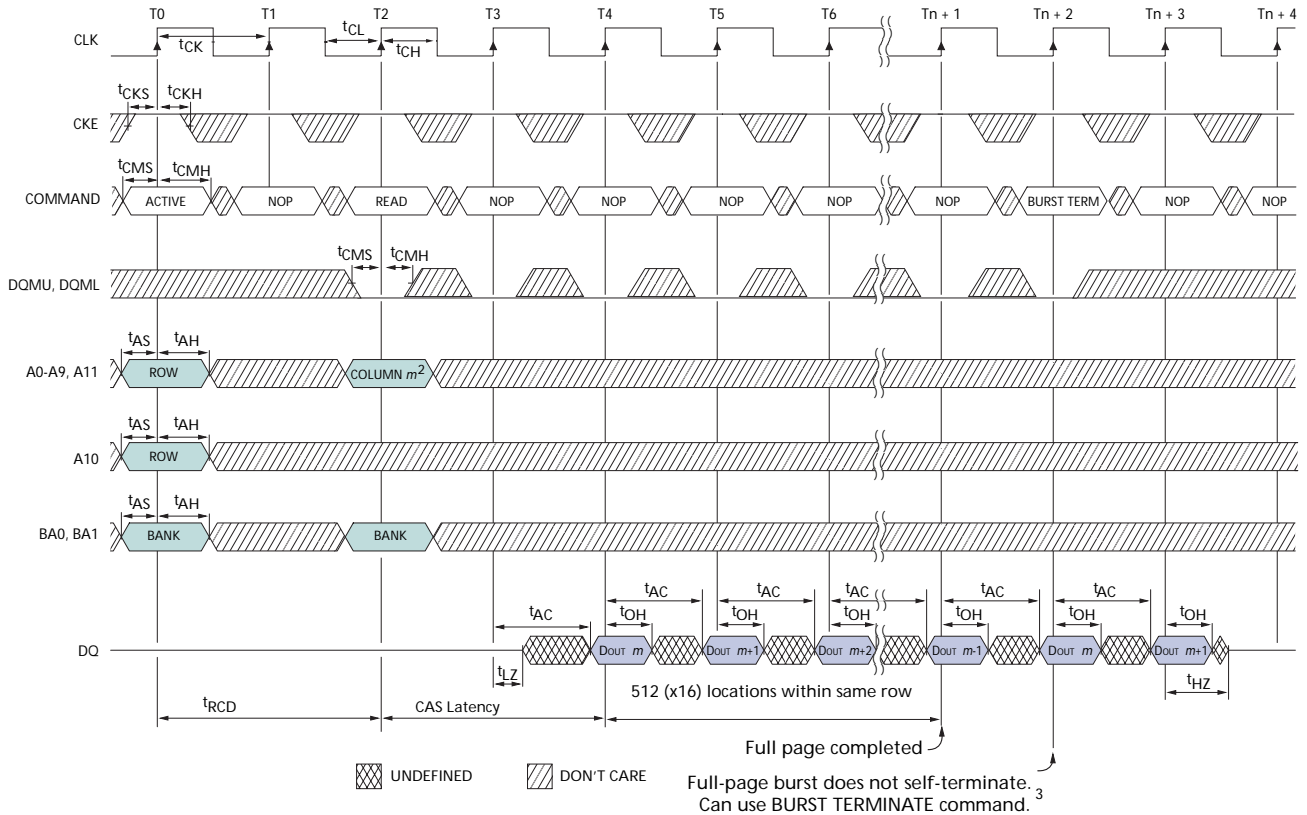 T0 T1 T2 T3 T4 T5 T6 Tn + 1 Tn + 2 Tn + 3 Tn + 4
CLK tCK tCL tCH
tCKS tCKH
CKE
tCMS tCMH
COMMAND ACTIVE NOP READ NOP NOP NOP NOP NOP BURST TERM NOP NOP
tCMS tCMH
DQMU, DQML
tAS tAH
A0-A9, A11 ROW COLUMN m2
tAS tAH
A10 ROW
tAS tAH
BA0, BA1 BANK BANK
tAC tAC tAC tAC tAC tAC
tOH tOH tOH tOH tOH tOH
DQ DOUT m DOUT m+1 DOUT m+2 DOUT m-1 DOUT m DOUT m+1
tLZ tHZ
512 (x16) locations within same row
tRCD CAS Latency
Full page completed
UNDEFINED DON'T CARE
Full-page burst does not self-terminate.
Can use BURST TERMINATE command. 3